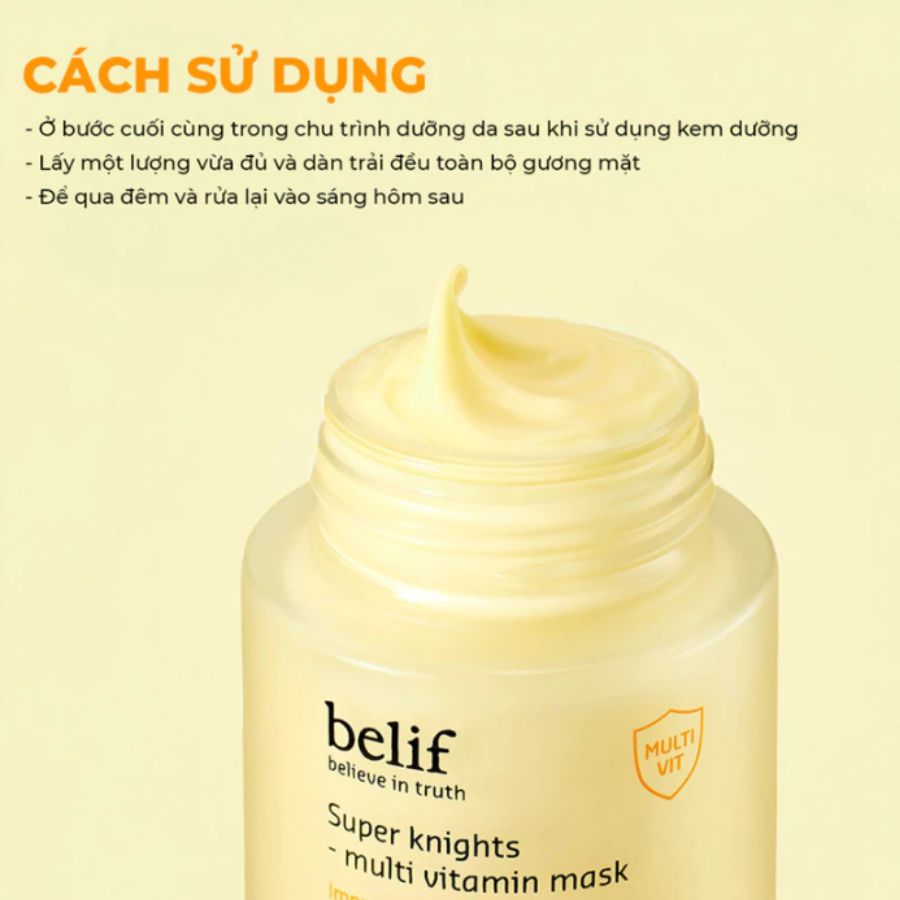 CÁCH SỬ DỤNG
- Ở bước cuối cùng trong chu trình dưỡng da sau khi sử dụng kem dưỡng
- Lấy một lượng vừa đủ và dàn trải đều toàn bộ gương mặt
- Để qua đêm và rửa lại vào sáng hôm sau
belif
believe in truth
MULTI
VIT
Super knights
- multi vitamin mask